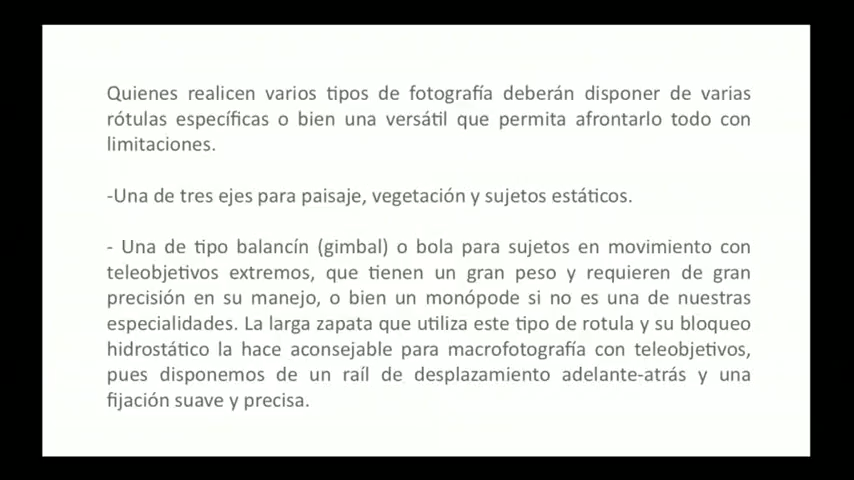 Quienes realicen varios tipos de fotografía deberán disponer de varias
rótulas específicas o bien una versátil que permita afrontarlo todo con
limitaciones.
-Una de tres ejes para paisaje, vegetación y sujetos estáticos.
- Una de tipo balancín (gimbal) o bola para sujetos en movimiento con
teleobjetivos extremos, que tienen un gran peso y requieren de gran
precisión en su manejo, o bien un monópode si no es una de nuestras
especialidades. La larga zapata que utiliza este tipo de rotula y su bloqueo
hidrostático la hace aconsejable para macrofotografía con teleobjetivos,
pues disponemos de un raíl de desplazamiento adelante-atrás y una
fijación suave y precisa.